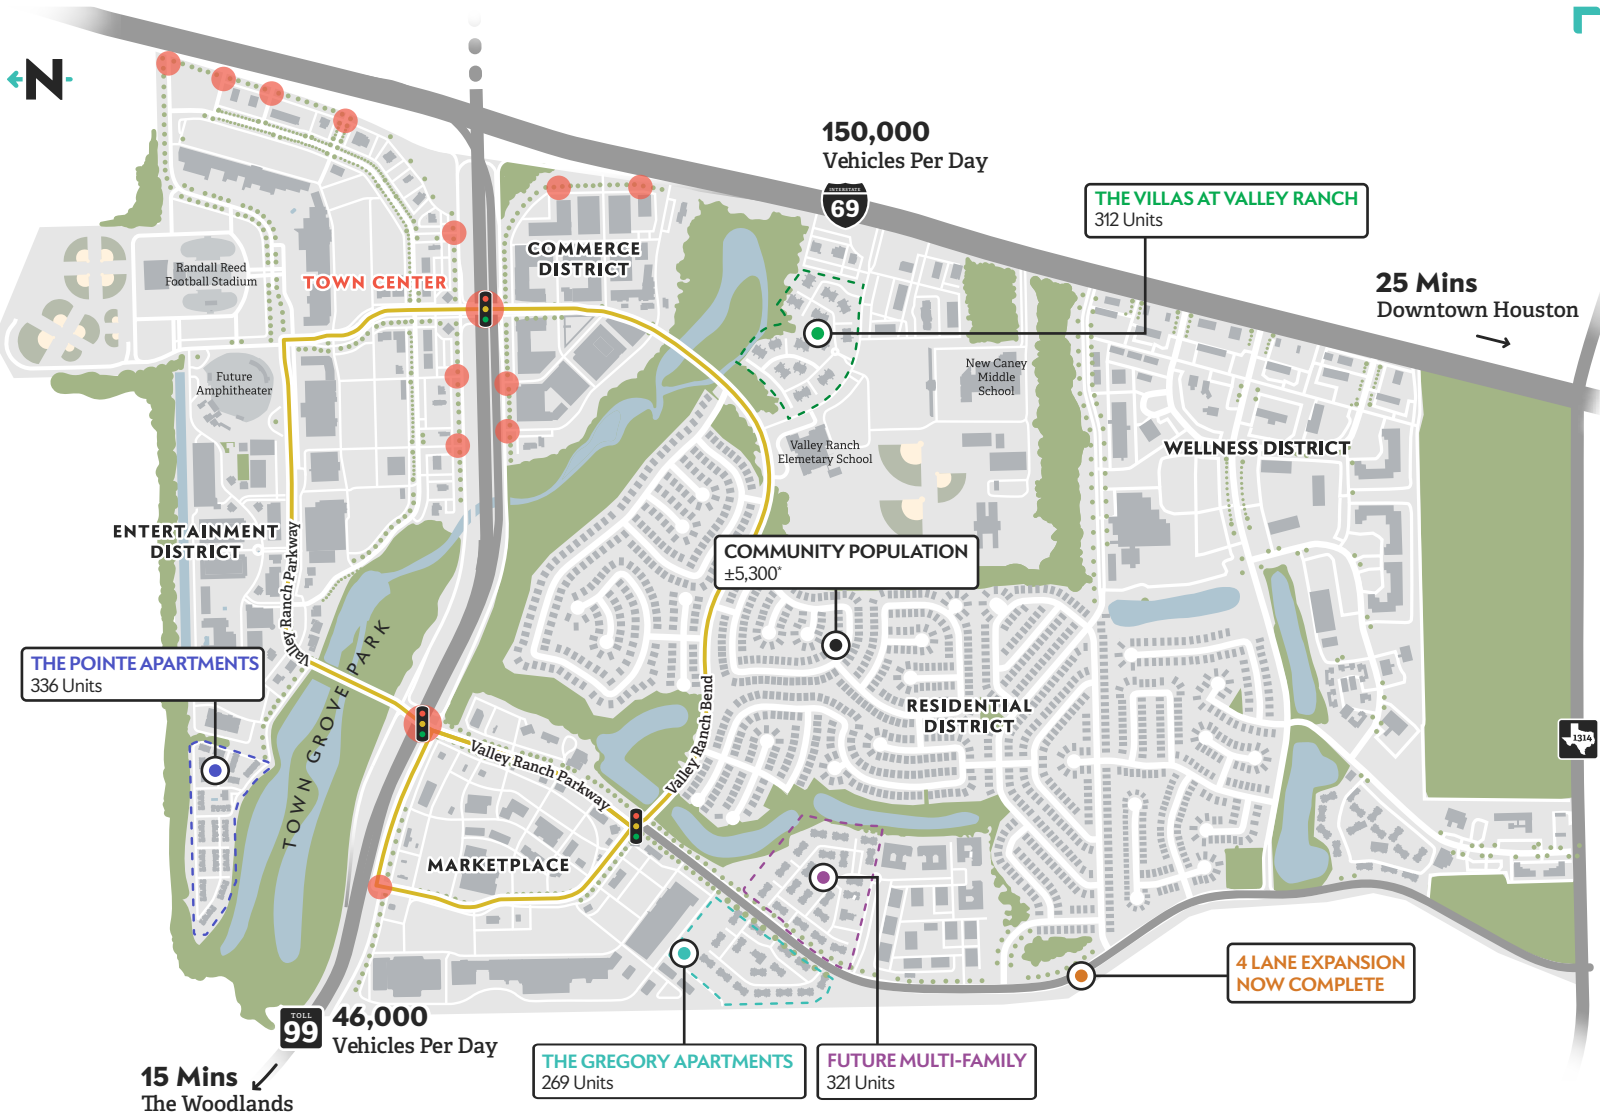 N
150,000
Vehicles Per Day
INTERSTATE
69
THE VILLAS AT VALLEY RANCH
312 Units
25 Mins
Downtown Houston
COMMERCE
DISTRICT
Randall Reed
Football Stadium
TOWN CENTER
Future
Amphitheater
New Caney
Middle
School
Valley Ranch
Elemetary School
WELLNESS DISTRICT
ENTERTAINMENT
DISTRICT
Valley Ranch Parkway
COMMUNITY POPULATION
±5,300*
THE POINTE APARTMENTS
336 Units
TOWN GROVE PARK
RESIDENTIAL
DISTRICT
Valley Ranch Bend
Valley Ranch Parkway
1314
MARKETPLACE
4 LANE EXPANSION
NOW COMPLETE
TOLL
99
46,000
Vehicles Per Day
THE GREGORY APARTMENTS
269 Units
FUTURE MULTI-FAMILY
321 Units
15 Mins
The Woodlands